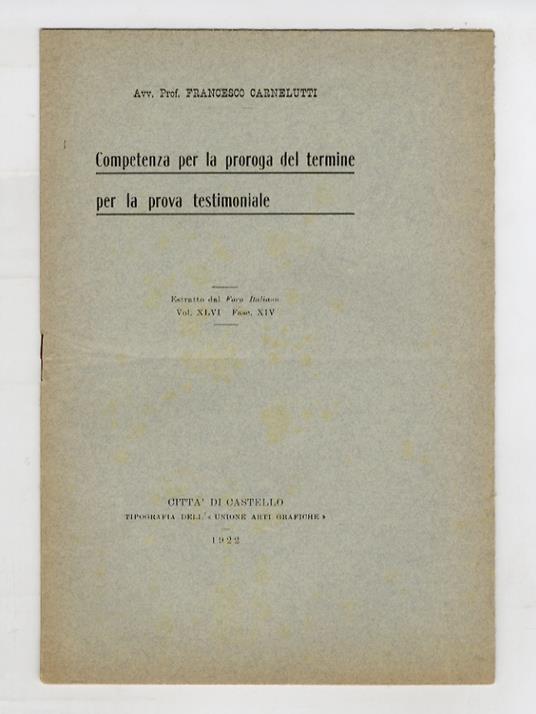 Avv. Prof. FRANCESCO CARNELUTTI
Competenza per la proroga del termine
per la prova testimoniale
Estratto dal Foro Italiano
Vol. XLVI Fasc. XIV
CITTA' DI CASTELLO
TIPOGRAFIA DELL'« UNIONE ARTI GRAFICHE »
1922